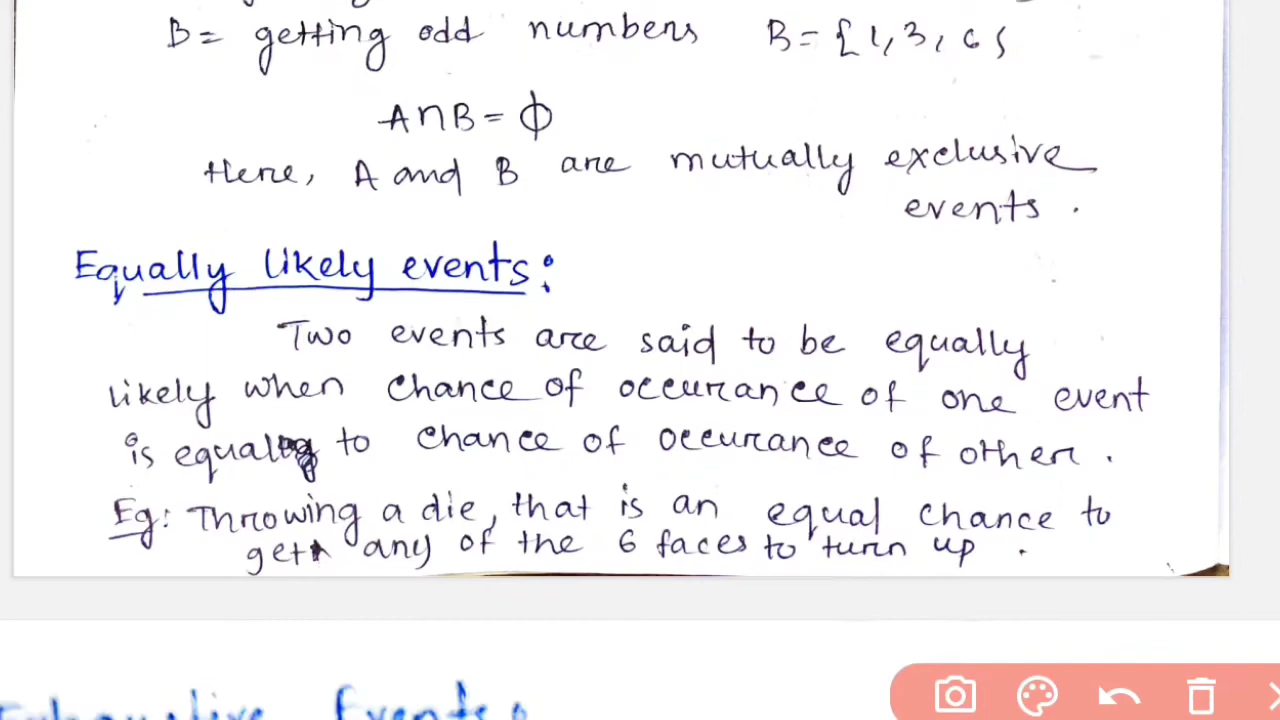 B= getting odd numbers B={1,3,6}
A∩B=ϕ
Here, A and B are mutually exclusive
events.
Equally likely events:
Two events are said to be equally
likely when chance of occurance of one event
is equal to chance of occurance of other.
Eg: Throwing a die, that is an equal chance to
get any of the 6 faces to turn up.
Events